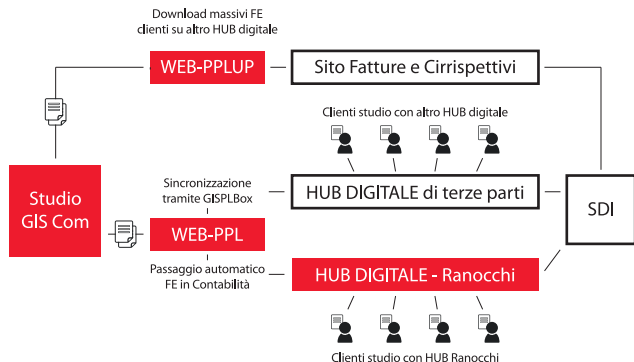 Download massivi FE
clienti su altro HUB digitale
WEB-PPLUP
Sito Fatture e Cirrispettivi
Clienti studio con altro HUB digitale
Studio
GIS Com
Sincronizzazione
tramite GISPLBox
HUB DIGITALE di terze parti
SDI
WEB-PPL
Passaggio automatico
FE in Contabilità
HUB DIGITALE - Ranocchi
Clienti studio con HUB Ranocchi